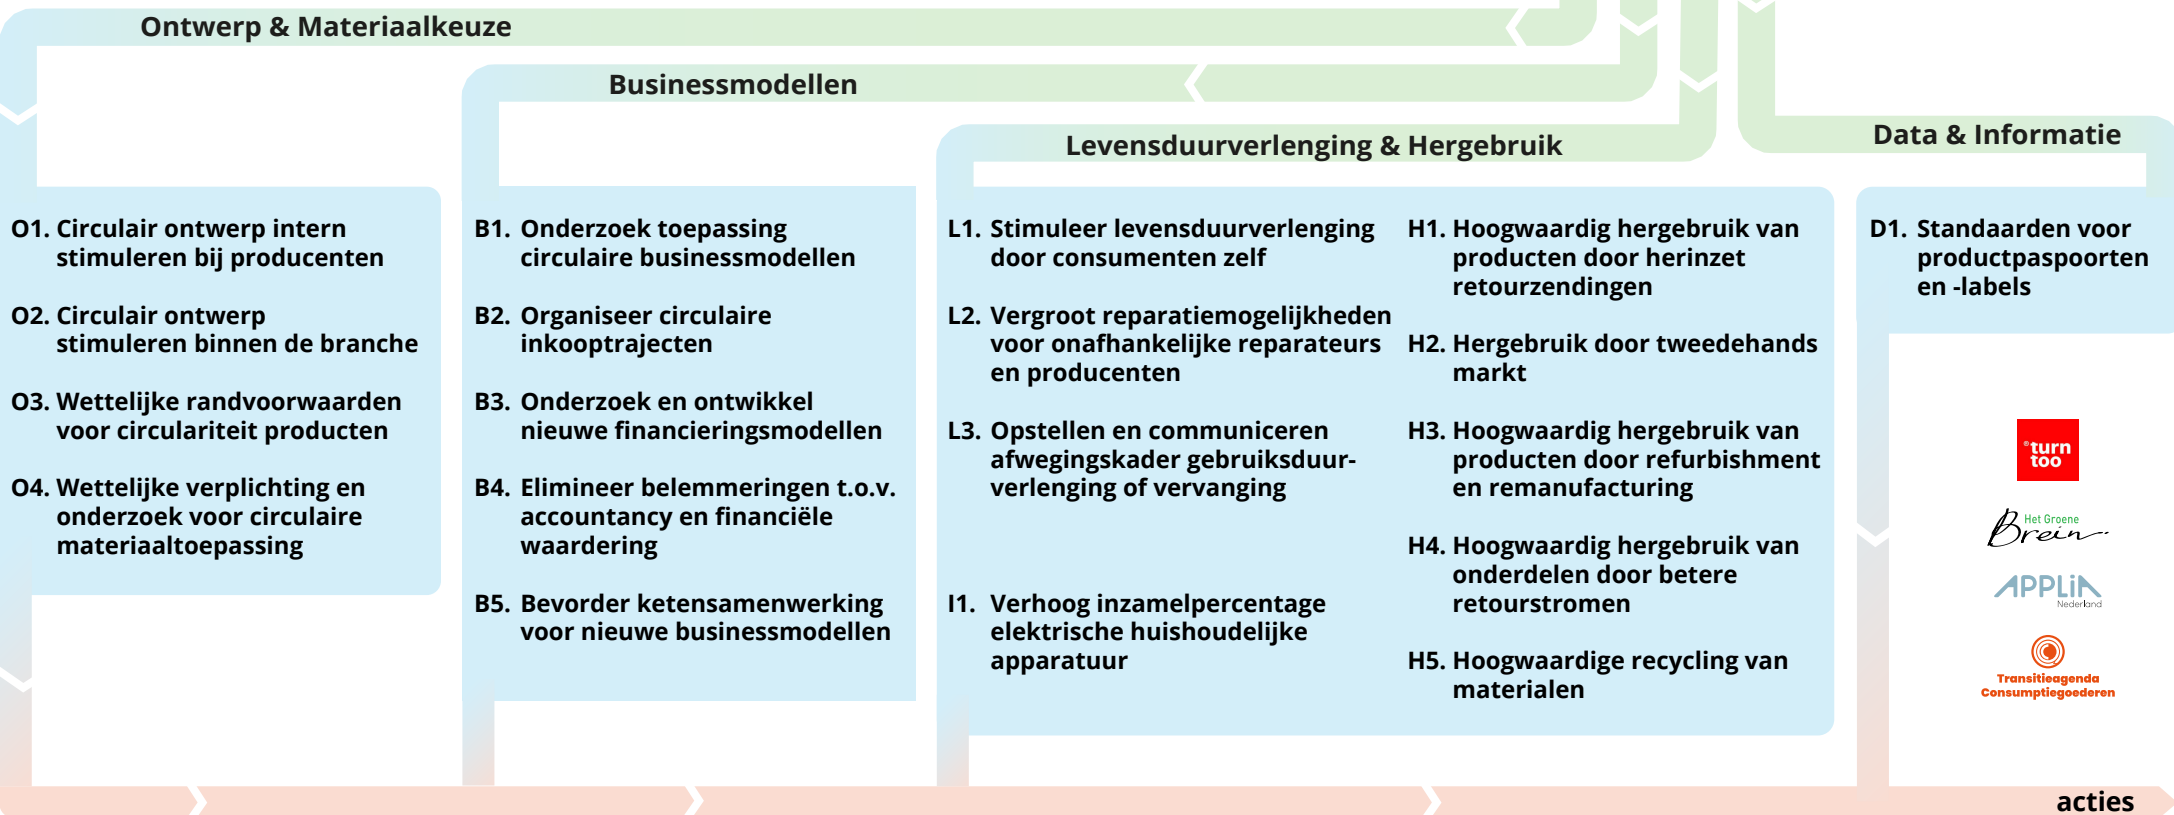 Ontwerp & Materiaalkeuze
Businessmodellen
Levensduurverlenging & Hergebruik
Data & Informatie
O1. Circulair ontwerp intern
stimuleren bij producenten
O2. Circulair ontwerp
stimuleren binnen de branche
O3. Wettelijke randvoorwaarden
voor circulariteit producten
O4. Wettelijke verplichting en
onderzoek voor circulaire
materiaaltoepassing
B1. Onderzoek toepassing
circulaire businessmodellen
B2. Organiseer circulaire
inkooptrajecten
B3. Onderzoek en ontwikkel
nieuwe financieringsmodellen
B4. Elimineer belemmeringen t.o.v.
accountancy en financiële
waardering
B5. Bevorder ketensamenwerking
voor nieuwe businessmodellen
L1. Stimuleer levensduurverlenging
door consumenten zelf
L2. Vergroot reparatiemogelijkheden
voor onafhankelijke reparateurs
en producenten
L3. Opstellen en communiceren
afwegingskader gebruiksduur-
verlenging of vervanging
I1. Verhoog inzamelpercentage
elektrische huishoudelijke
apparatuur
H1. Hoogwaardig hergebruik van
producten door herinzet
retourzendingen
H2. Hergebruik door tweedehands
markt
H3. Hoogwaardig hergebruik van
producten door refurbishment
en remanufacturing
H4. Hoogwaardig hergebruik van
onderdelen door betere
retourstromen
H5. Hoogwaardige recycling van
materialen
D1. Standaarden voor
productpaspoorten
en -labels
turn
too
Het Groene
Brein
APPLiA
Nederland
Transitieagenda
Consumptiegoederen
acties